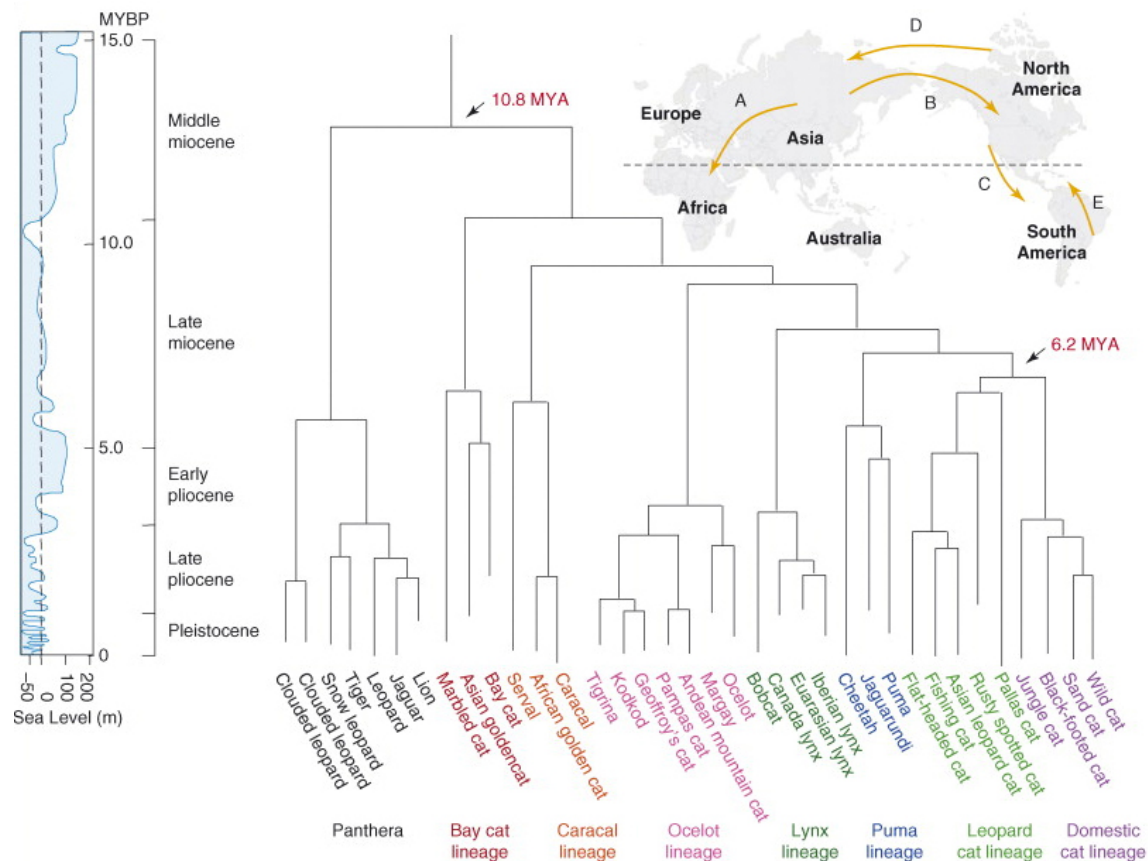 MYBP
15.0
10.0
5.0
0
−50
0
100
200
Sea Level (m)
Middle
miocene
Late
miocene
Early
pliocene
Late
pliocene
Pleistocene
10.8 MYA
6.2 MYA
A
B
C
D
E
Europe
Asia
Africa
Australia
North
America
South
America
Clouded leopard
Clouded leopard
Snow leopard
Tiger
Leopard
Jaguar
Lion
Marbled cat
Asian goldencat
Bay cat
Serval
African golden cat
Caracal
Tigrina
Kodkod
Geoffroy's cat
Pampas cat
Andean mountain cat
Margay
Ocelot
Bobcat
Canada lynx
Euarasian lynx
Iberian lynx
Cheetah
Jaguarundi
Puma
Flar-headed cat
Fishing cat
Asian leopard cat
Rusty spotted cat
Pallas cat
Jungle cat
Black-footed cat
Sand cat
Wild cat
Panthera
Bay cat
lineage
Caracal
lineage
Ocelot
lineage
Lynx
lineage
Puma
lineage
Leopard
cat lineage
Domestic
cat lineage